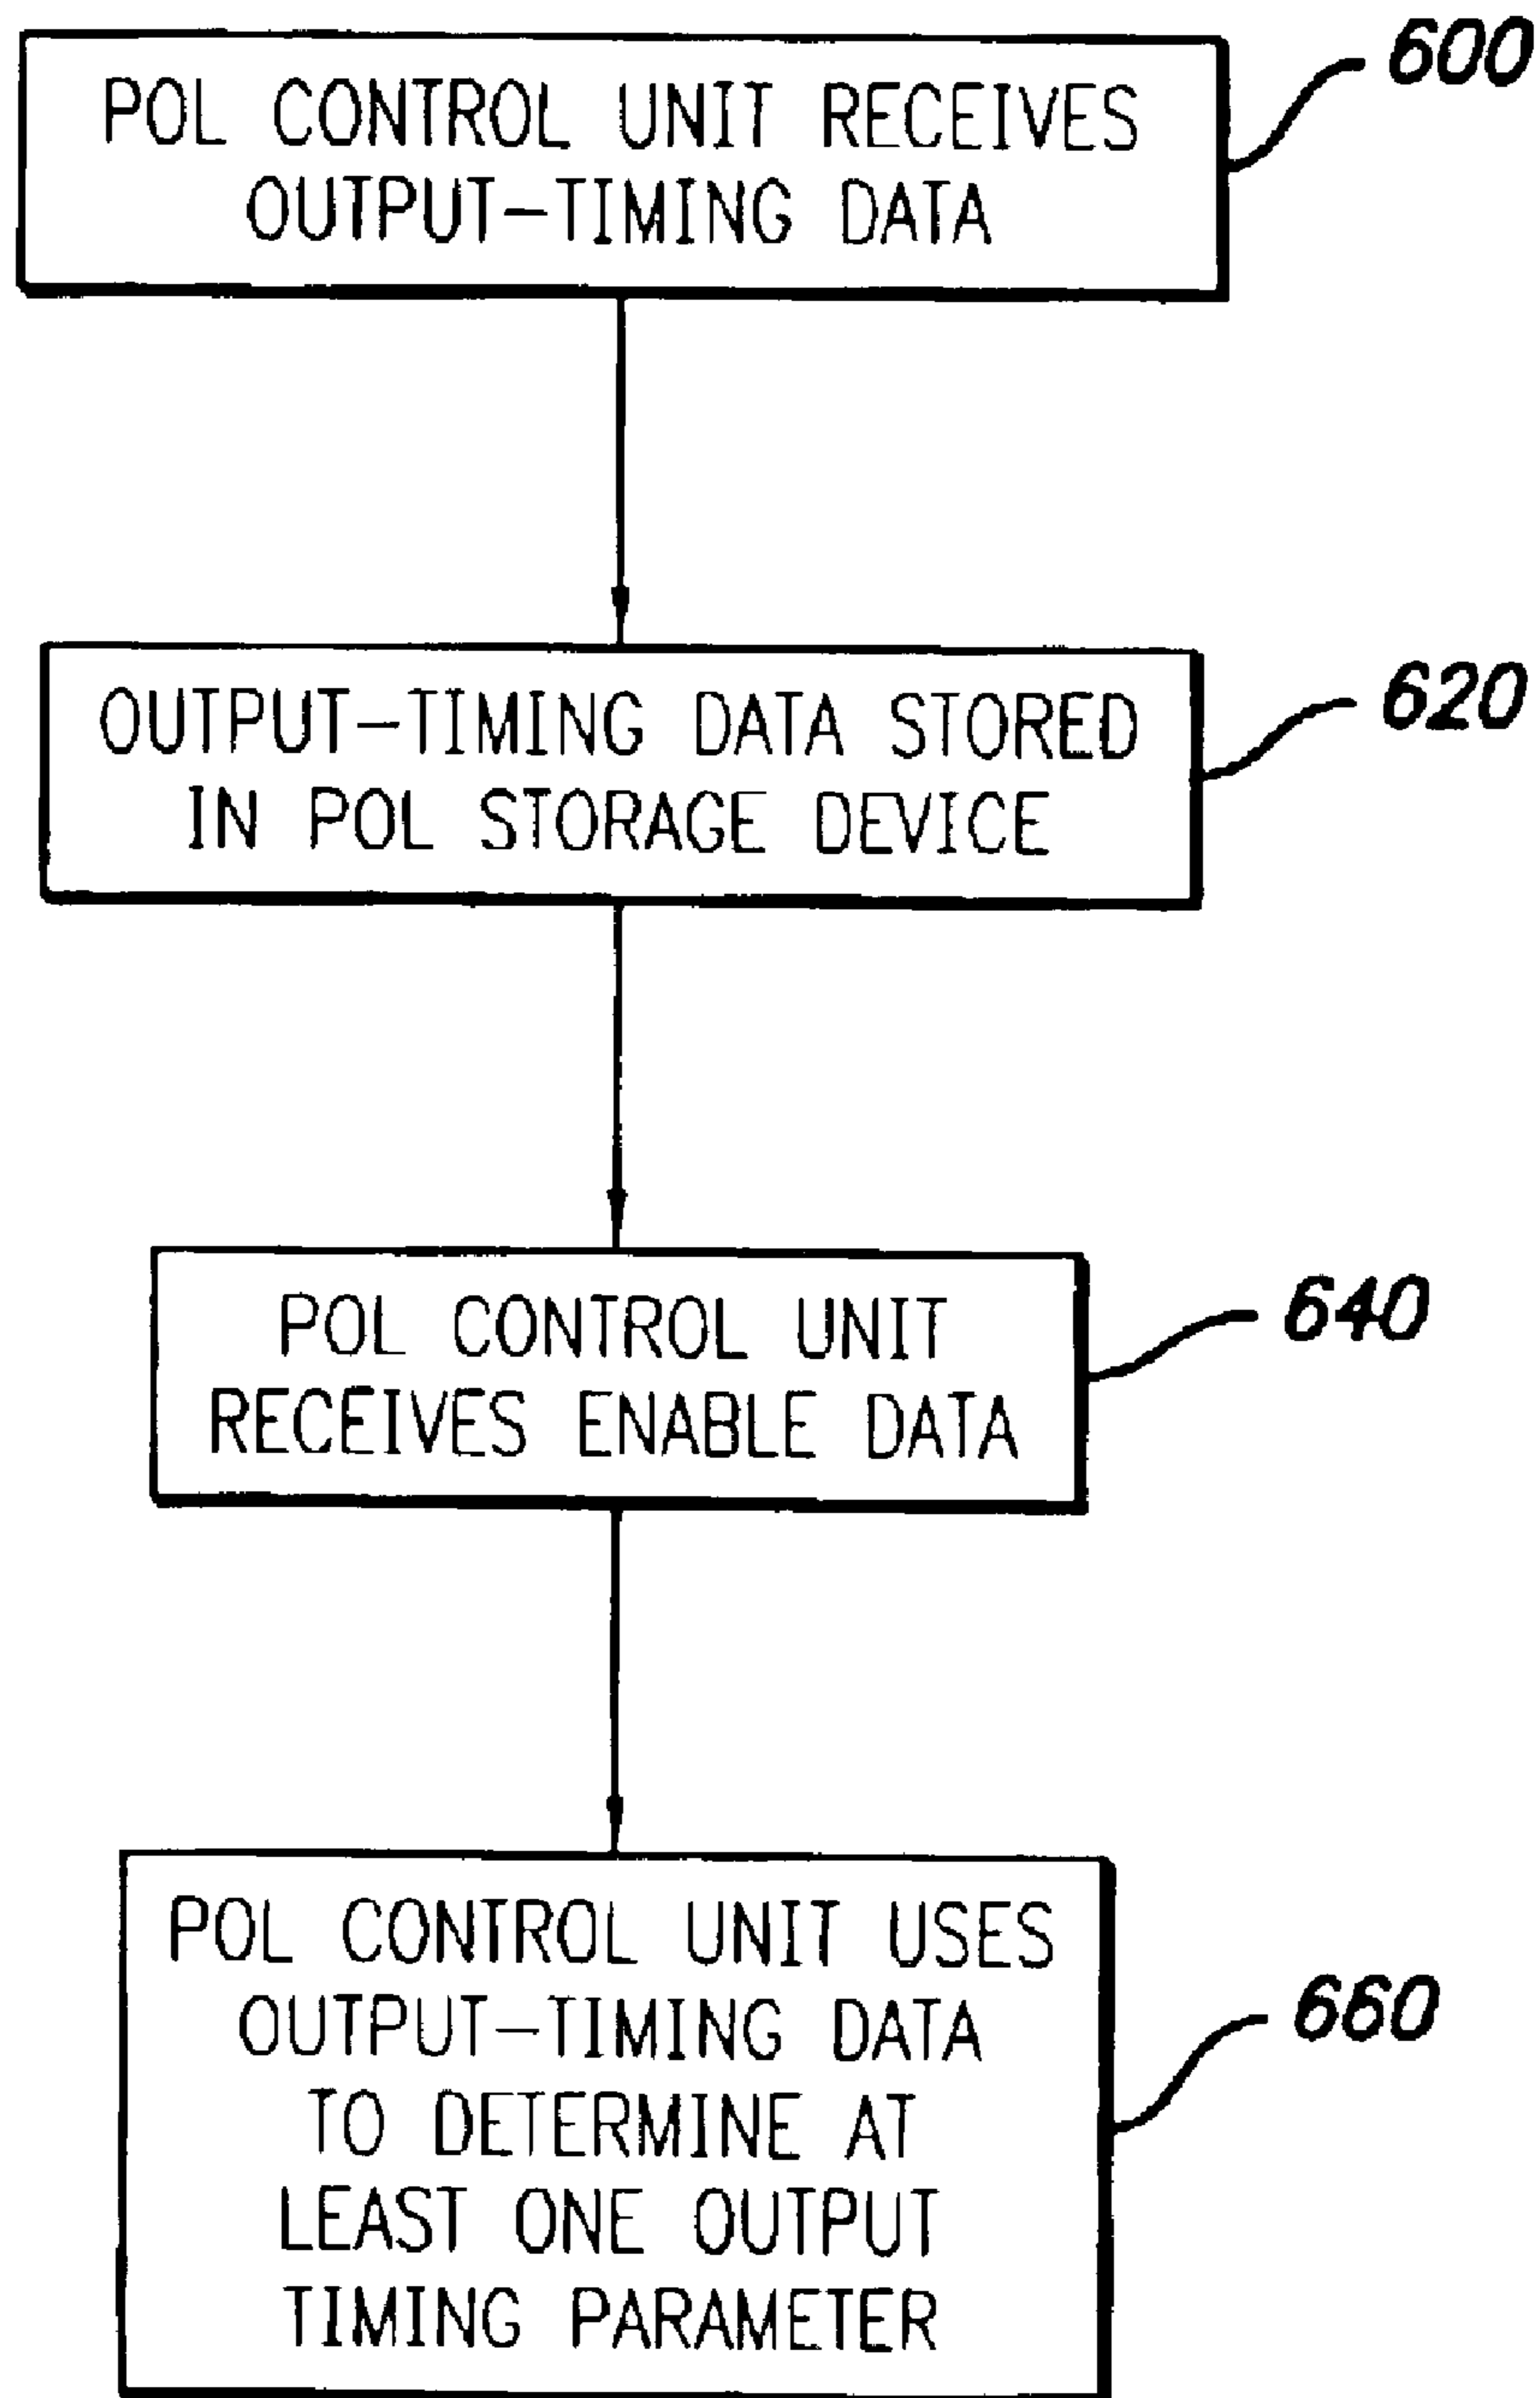 POL CONTROL UNIT RECEIVES
OUTPUT-TIMING DATA
600
OUTPUT-TIMING DATA STORED
IN POL STORAGE DEVICE
620
POL CONTROL UNIT
RECEIVES ENABLE DATA
640
POL CONTROL UNIT USES
OUTPUT-TIMING DATA
TO DETERMINE AT
LEAST ONE OUTPUT
TIMING PARAMETER
660